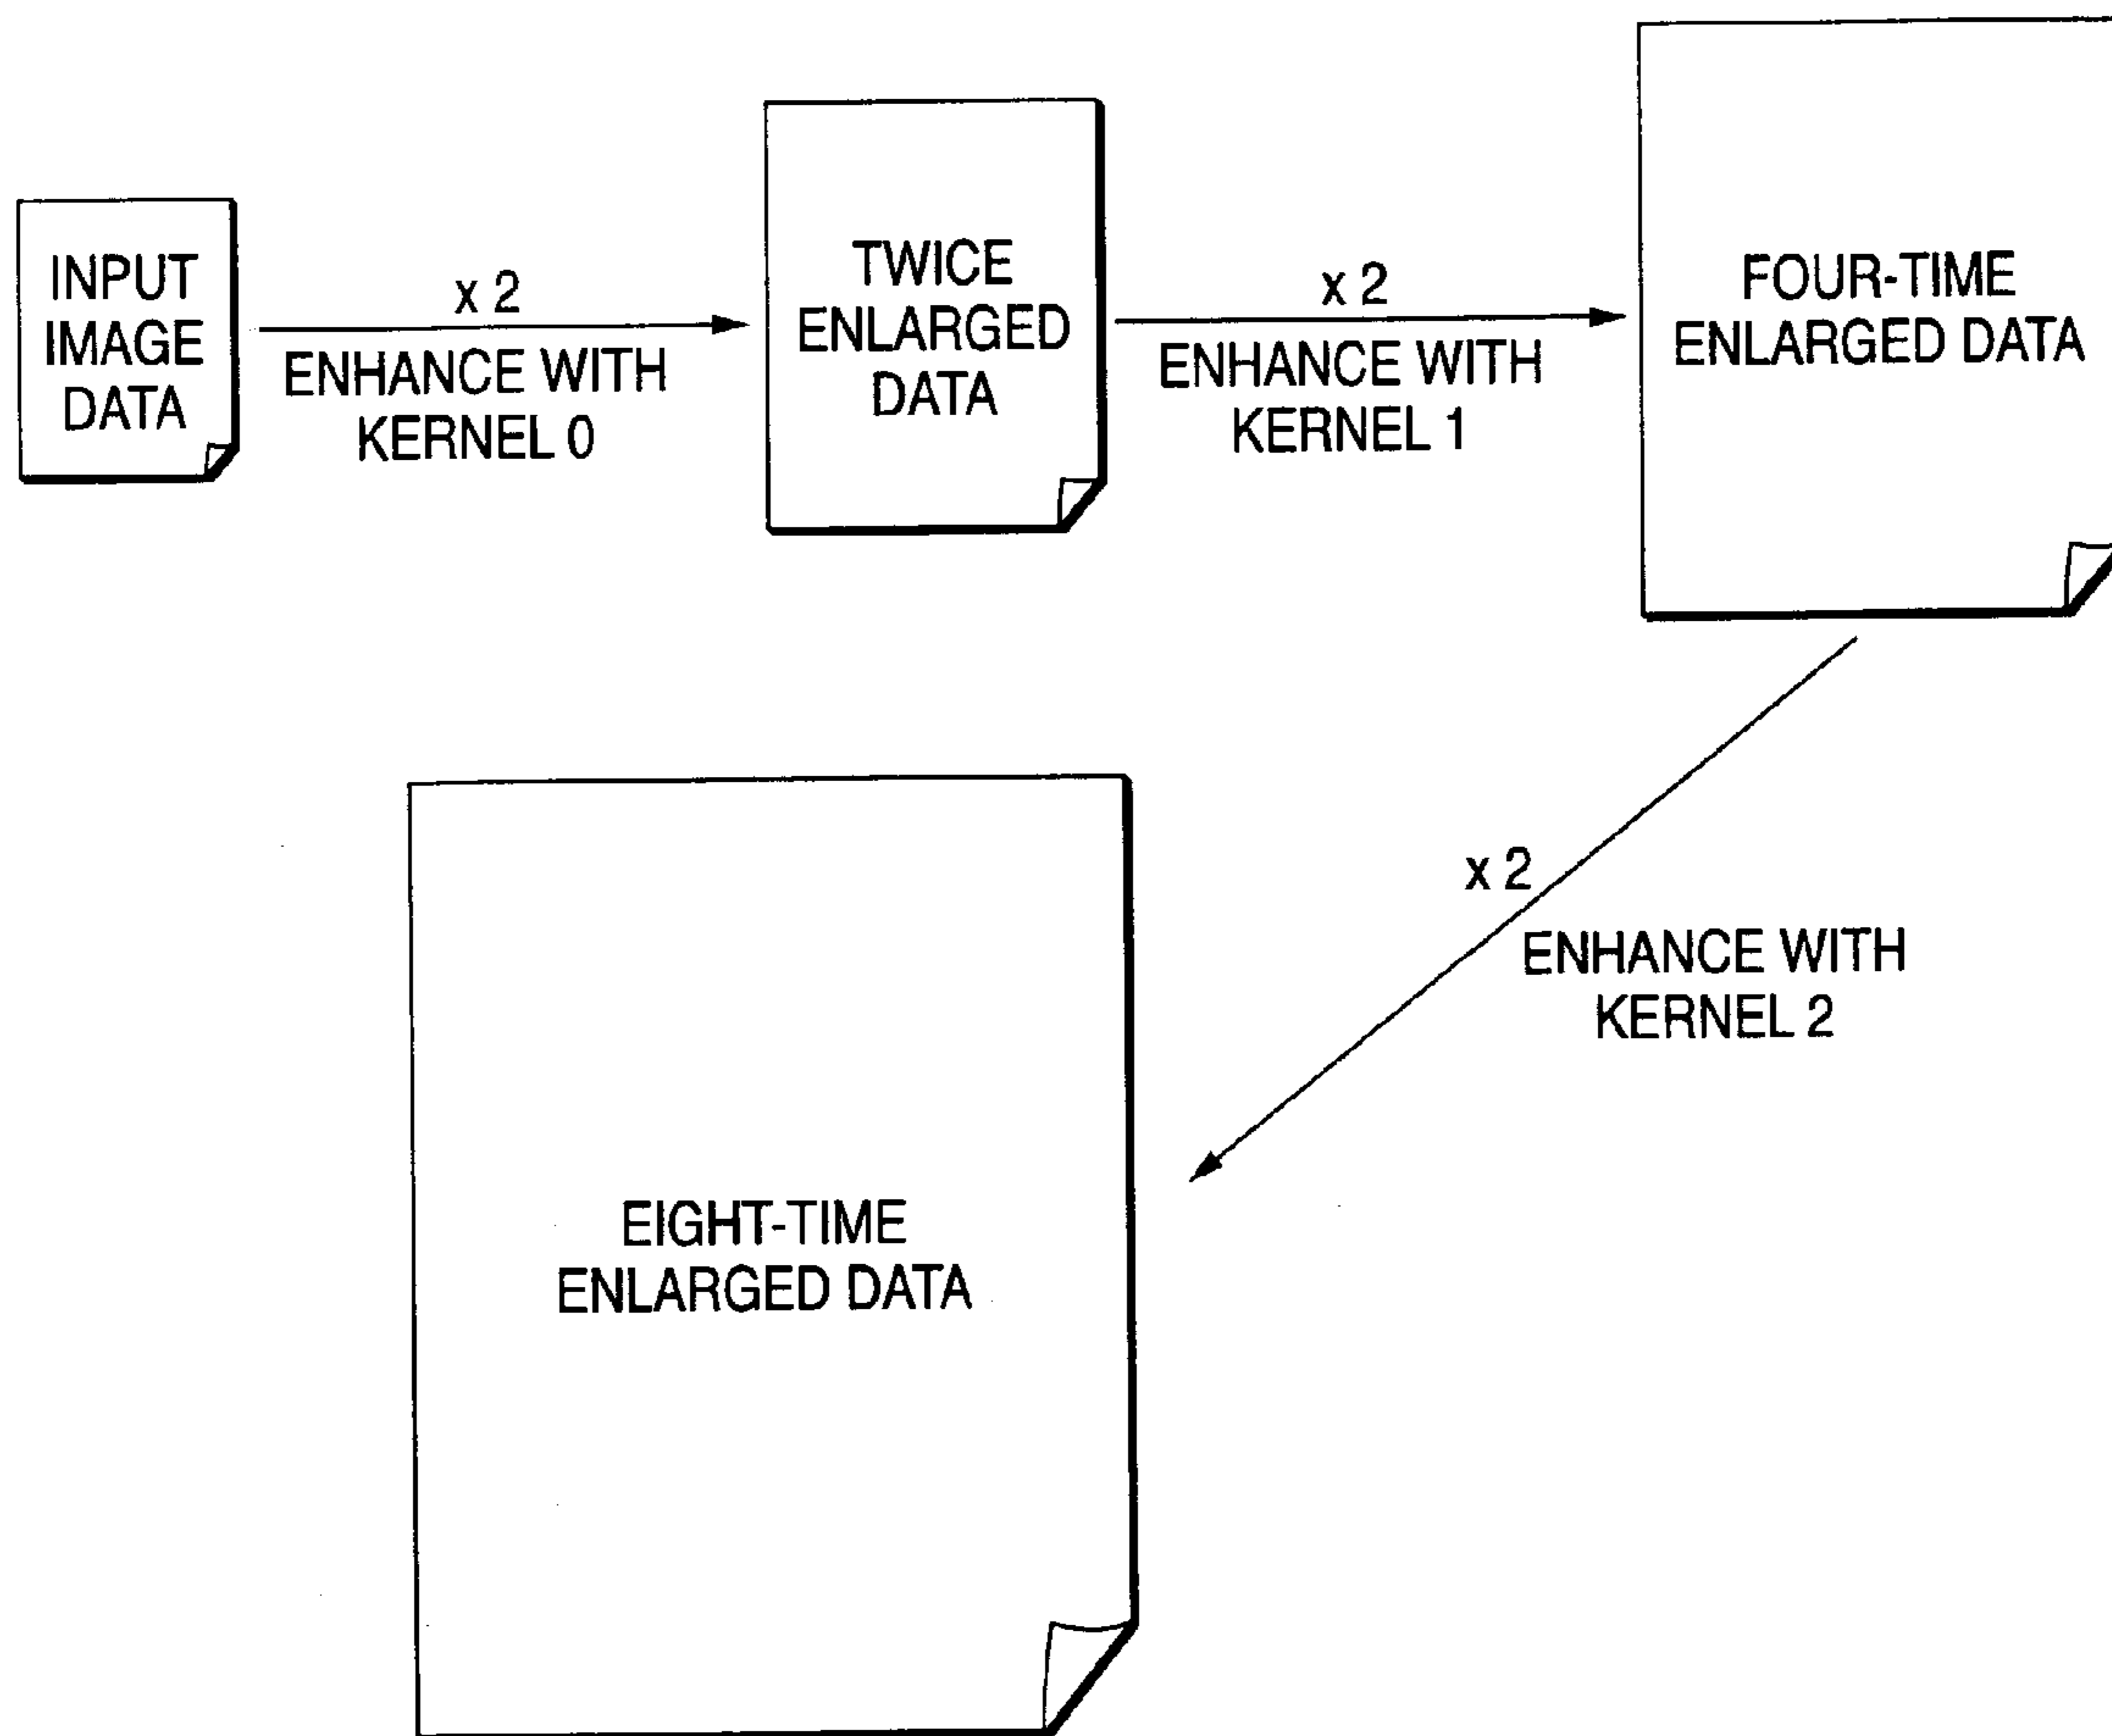 INPUT
IMAGE
DATA
x 2
ENHANCE WITH
KERNEL 0
TWICE
ENLARGED
DATA
x 2
ENHANCE WITH
KERNEL 1
FOUR-TIME
ENLARGED DATA
x 2
ENHANCE WITH
KERNEL 2
EIGHT-TIME
ENLARGED DATA